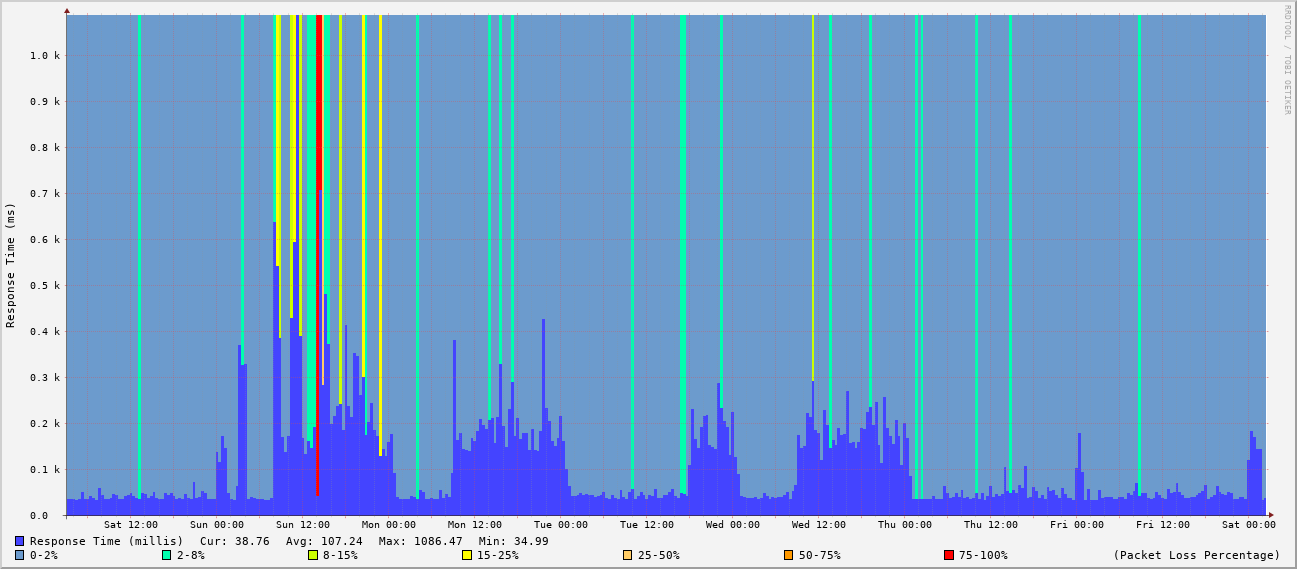 RRDTOOL / TOBI OETIKER
Response Time (ms)
1.0 k
0.9 k
0.8 k
0.7 k
0.6 k
0.5 k
0.4 k
0.3 k
0.2 k
0.1 k
0.0
Sat 12:00 Sun 00:00 Sun 12:00 Mon 00:00 Mon 12:00 Tue 00:00 Tue 12:00 Wed 00:00 Wed 12:00 Thu 00:00 Thu 12:00 Fri 00:00 Fri 12:00 Sat 00:00
Response Time (millis) Cur: 38.76 Avg: 107.24 Max: 1086.47 Min: 34.99
0-2% 2-8% 8-15% 15-25% 25-50% 50-75% 75-100% (Packet Loss Percentage)